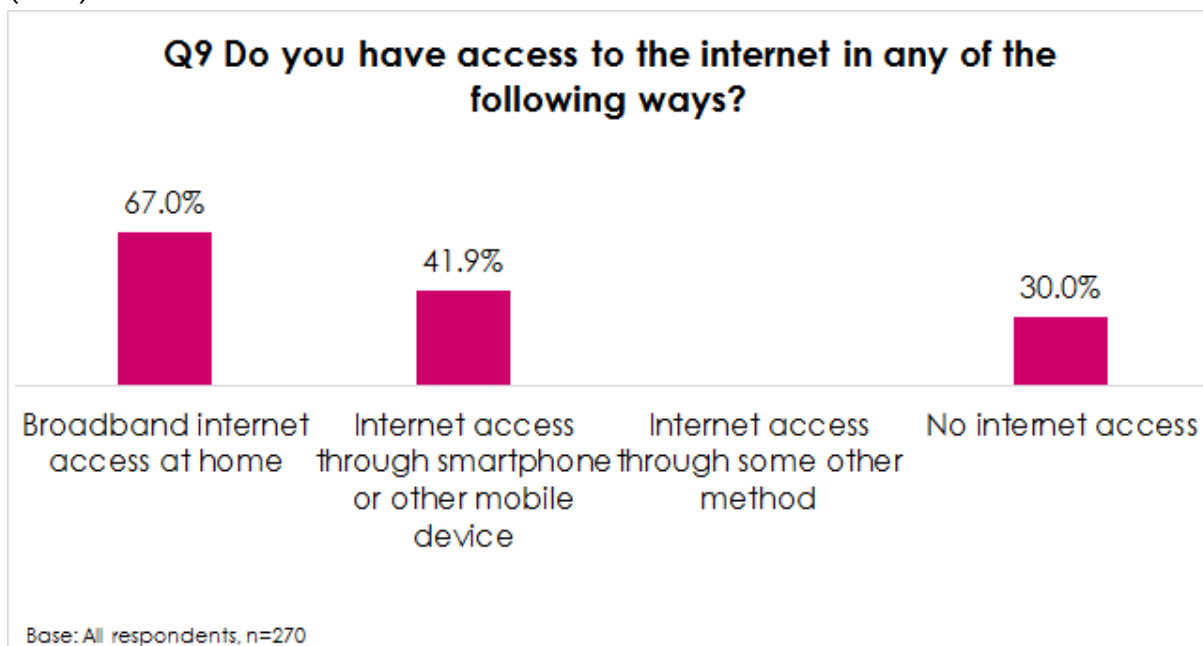 Q9 Do you have access to the internet in any of the
following ways?
67.0%
41.9%
30.0%
Broadband internet
access at home
Internet access
through smartphone
or other mobile
device
Internet access
through some other
method
No internet access
Base: All respondents, n=270